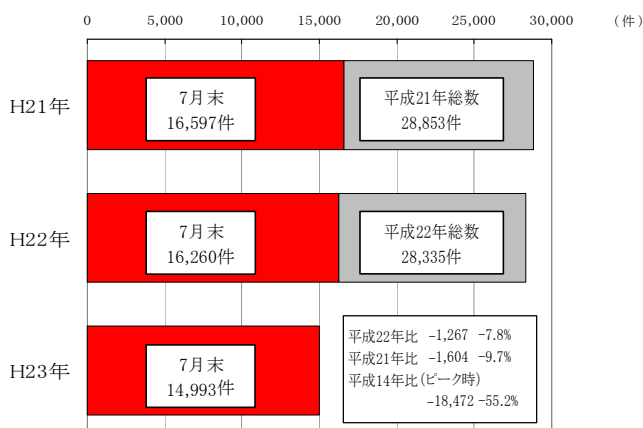 0 5,000 10,000 15,000 20,000 25,000 30,000 (件)
H21年
7月末
16,597件
平成21年総数
28,853件
H22年
7月末
16,260件
平成22年総数
28,335件
H23年
7月末
14,993件
平成22年比 -1,267 -7.8%
平成21年比 -1,604 -9.7%
平成14年比(ピーク時)
-18,472 -55.2%